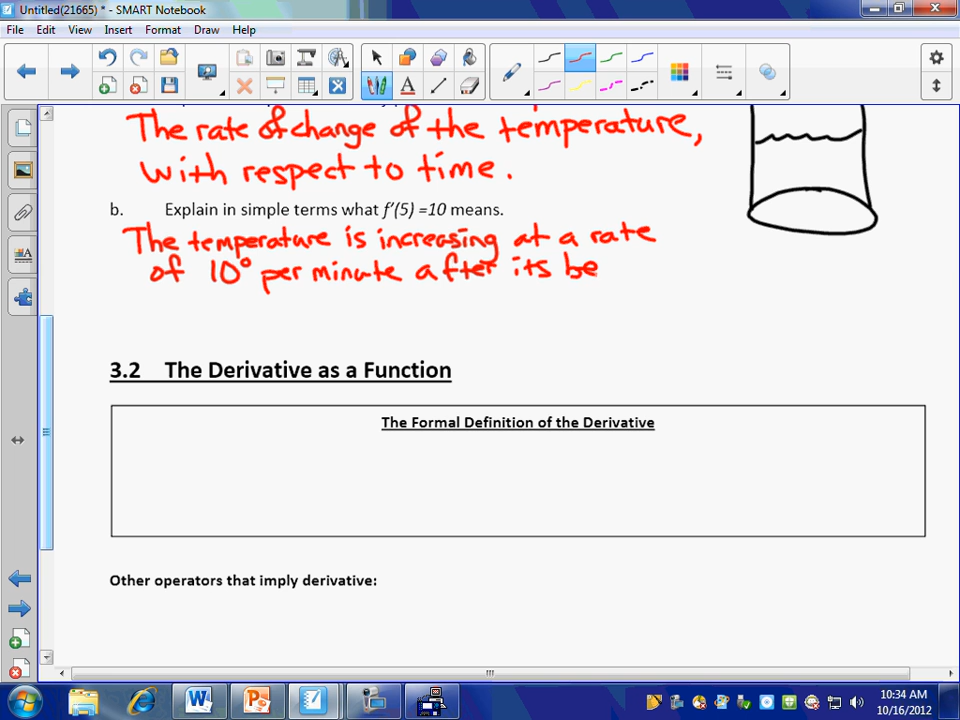 Untitled(21665) * - SMART Notebook
File Edit View Insert Format Draw Help
The rate of change of the temperature,
with respect to time.
b. Explain in simple terms what f'(5) =10 means.
The temperature is increasing at a rate
of 10° per minute after its be
3.2 The Derivative as a Function
The Formal Definition of the Derivative
Other operators that imply derivative:
10:34 AM
10/16/2012